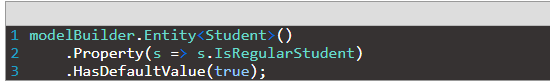 1 modelBuilder.Entity<Student>()
2     .Property(s => s.IsRegularStudent)
3     .HasDefaultValue(true);